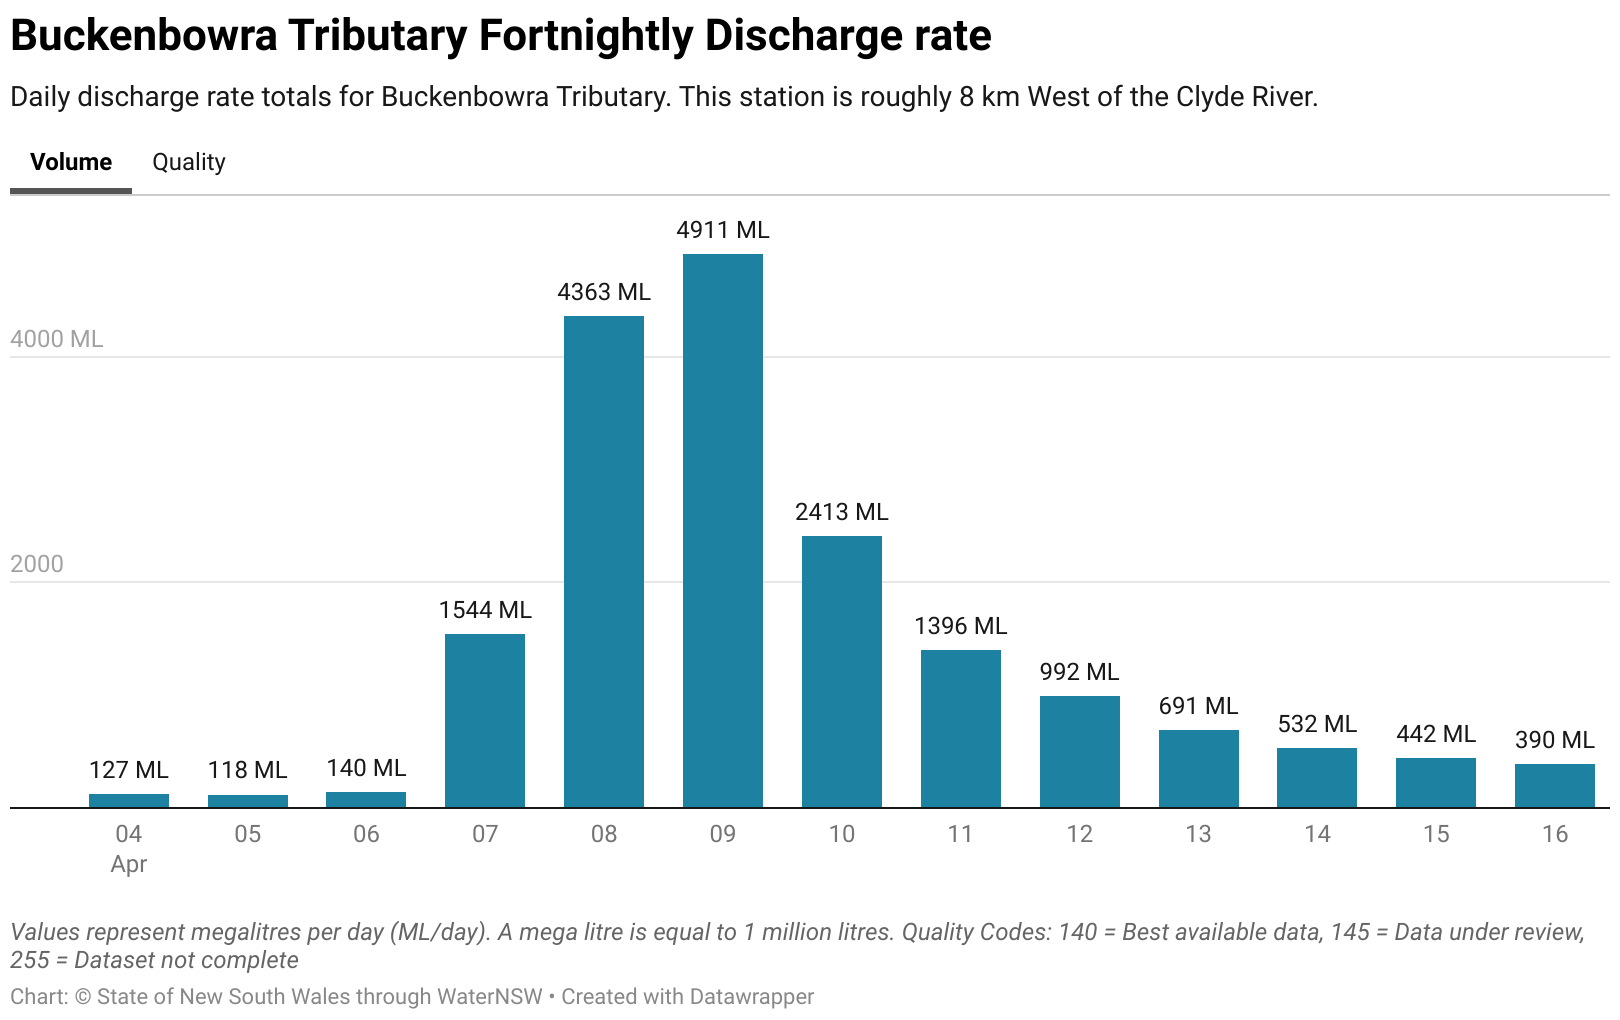 Buckenbowra Tributary Fortnightly Discharge rate
Daily discharge rate totals for Buckenbowra Tributary. This station is roughly 8 km West of the Clyde River.
Volume Quality
4911 ML
4363 ML
4000 ML
2413 ML
2000
1544 ML
1396 ML
992 ML
691 ML
532 ML
442 ML
390 ML
127 ML 118 ML 140 ML
04 05 06 07 08 09 10 11 12 13 14 15 16
Apr
Values represent megalitres per day (ML/day). A mega litre is equal to 1 million litres. Quality Codes: 140 = Best available data, 145 = Data under review,
255 = Dataset not complete
Chart: © State of New South Wales through WaterNSW • Created with Datawrapper